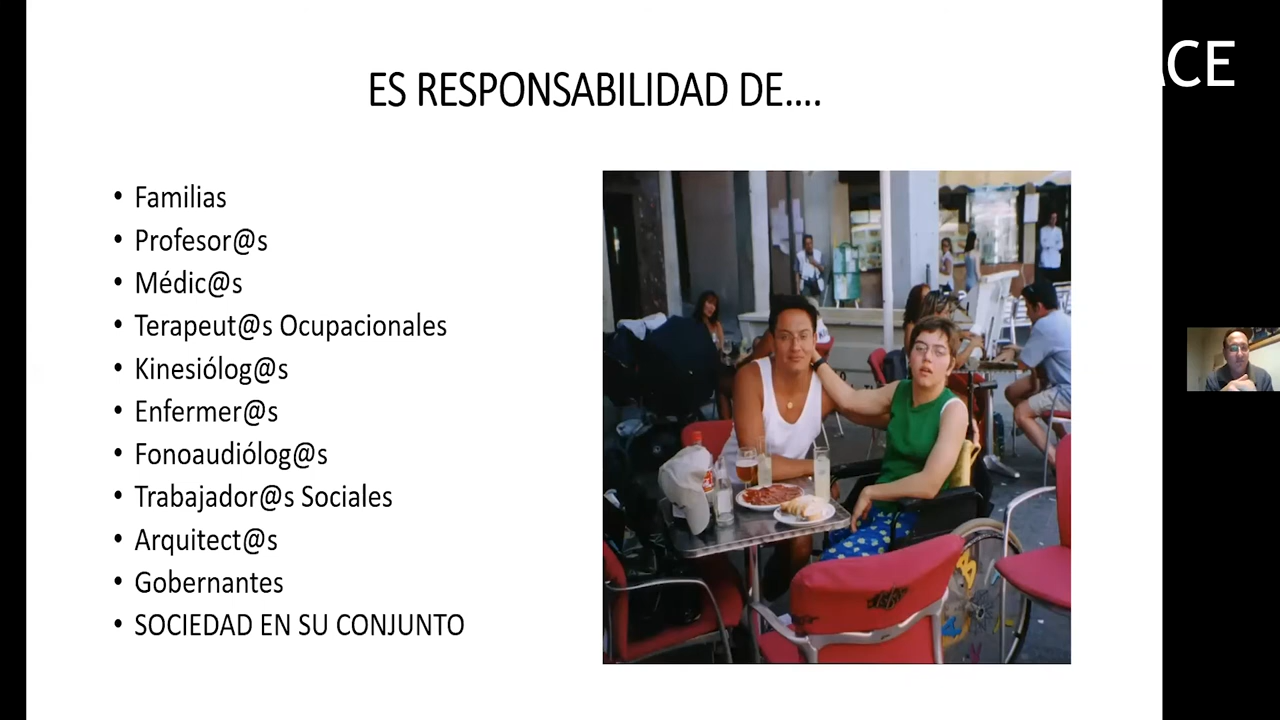 ES RESPONSABILIDAD DE....
• Familias
• Profesor@s
• Médic@s
• Terapeut@s Ocupacionales
• Kinesiólog@s
• Enfermer@s
• Fonoaudiólog@s
• Trabajador@s Sociales
• Arquitect@s
• Gobernantes
• SOCIEDAD EN SU CONJUNTO